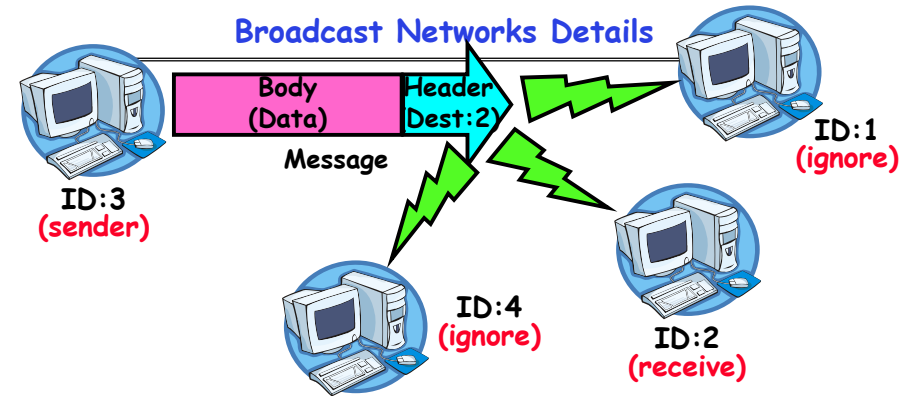 Broadcast Networks Details
Body
(Data)
Header
(Dest:2)
Message
ID:1
(ignore)
ID:3
(sender)
ID:4
(ignore)
ID:2
(receive)